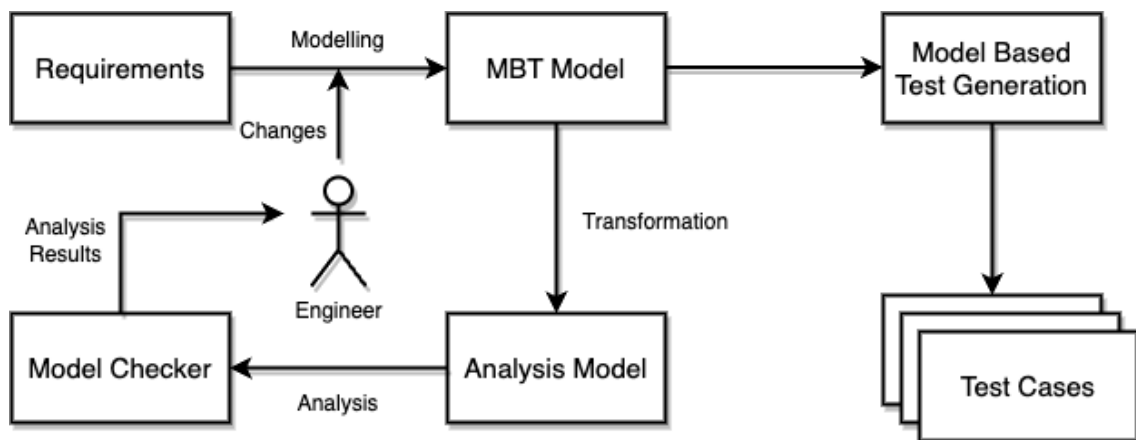 Requirements
Modelling
MBT Model
Model Based
Test Generation
Changes
Analysis
Results
Engineer
Transformation
Model Checker
Analysis
Analysis Model
Test Cases